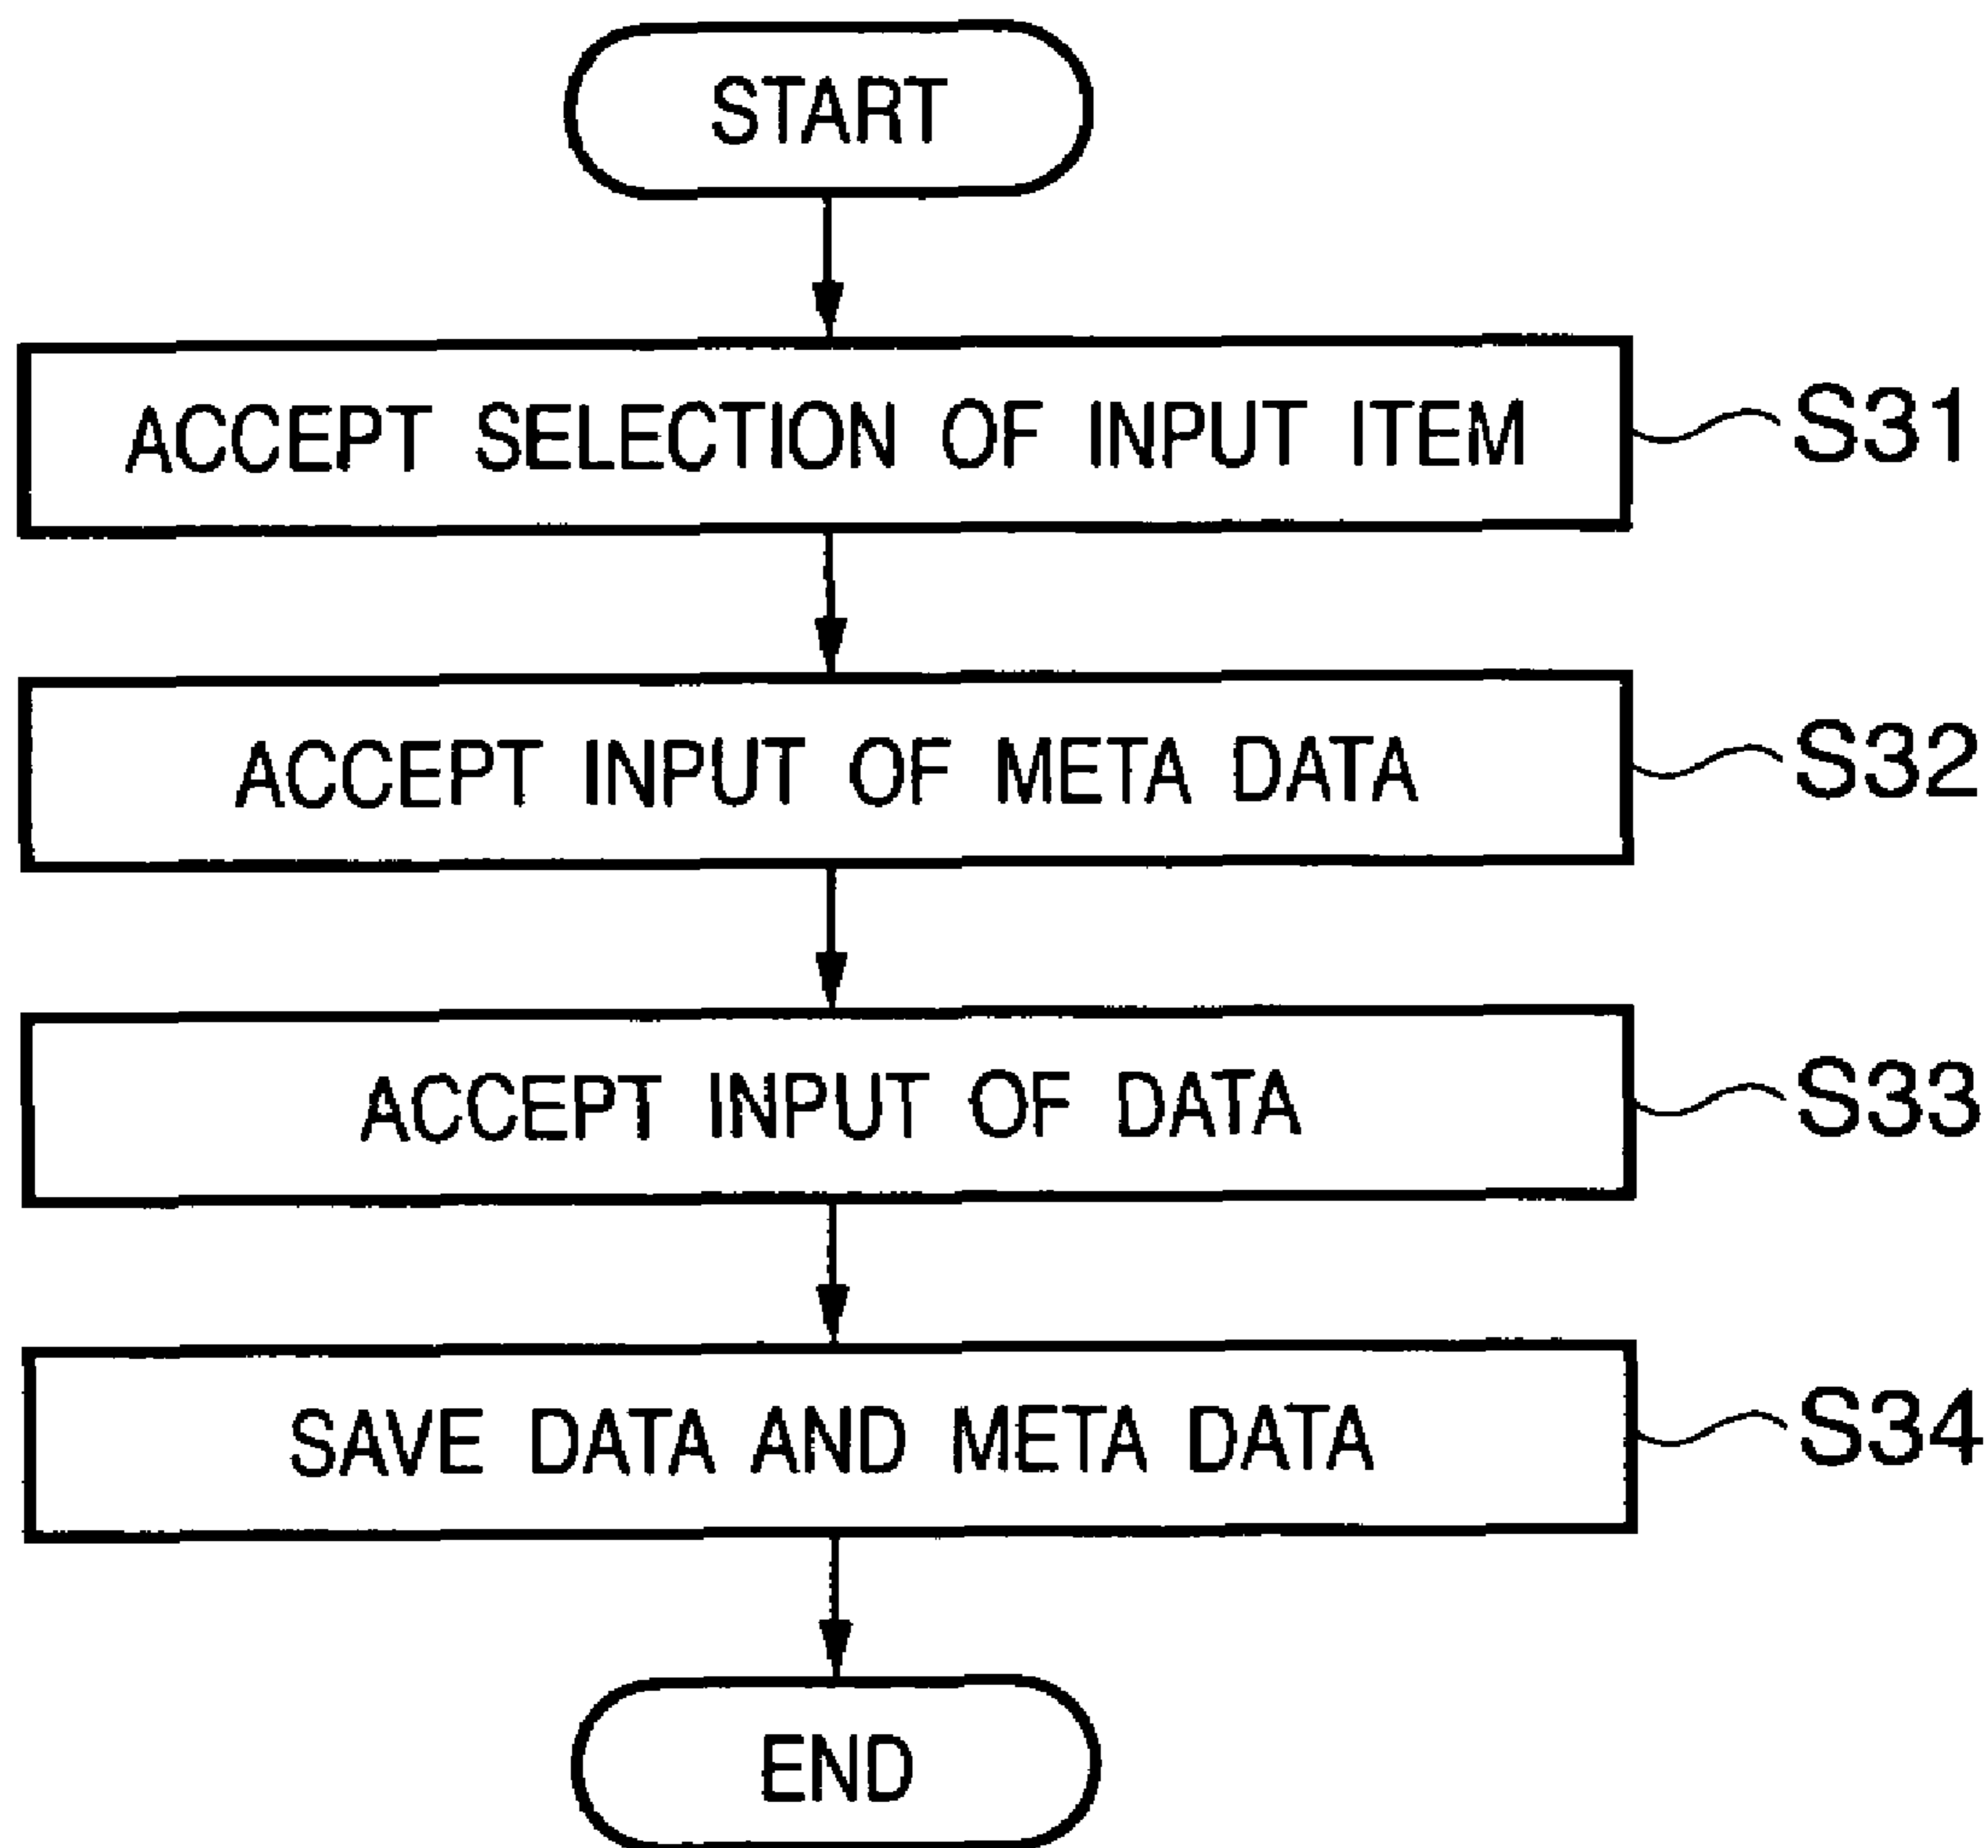 START
ACCEPT SELECTION OF INPUT ITEM S31
ACCEPT INPUT OF META DATA S32
ACCEPT INPUT OF DATA S33
SAVE DATA AND META DATA S34
END